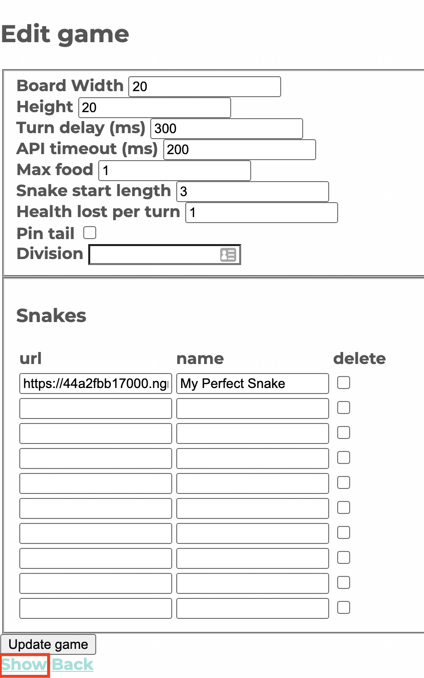 Edit game
Board Width 20
Height 20
Turn delay (ms) 300
API timeout (ms) 200
Max food 1
Snake start length 3
Health lost per turn 1
Pin tail
Division
Snakes
url name delete
https://44a2fbb17000.ng My Perfect Snake
Update game
Show Back